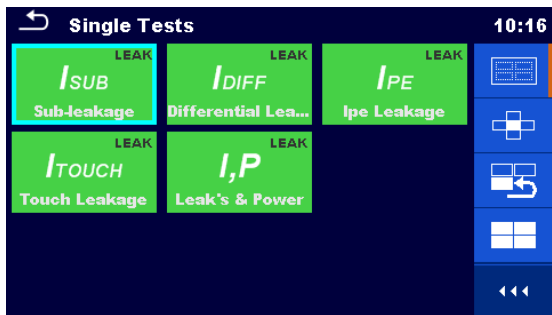 Single Tests
10:16
LEAK
ISUB
Sub-leakage
LEAK
IDIFF
Differential Lea...
LEAK
IPE
Ipe Leakage
LEAK
ITOUCH
Touch Leakage
LEAK
I,P
Leak's & Power